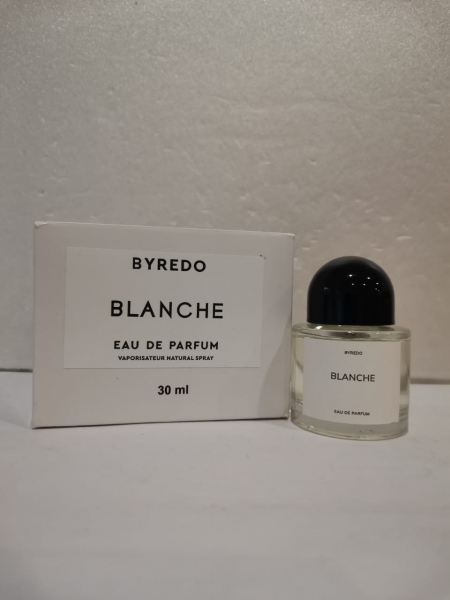 BYREDO
BLANCHE
EAU DE PARFUM
VAPORISATEUR NATURAL SPRAY
30 ml
BYREDO
BLANCHE
EAU DE PARFUM